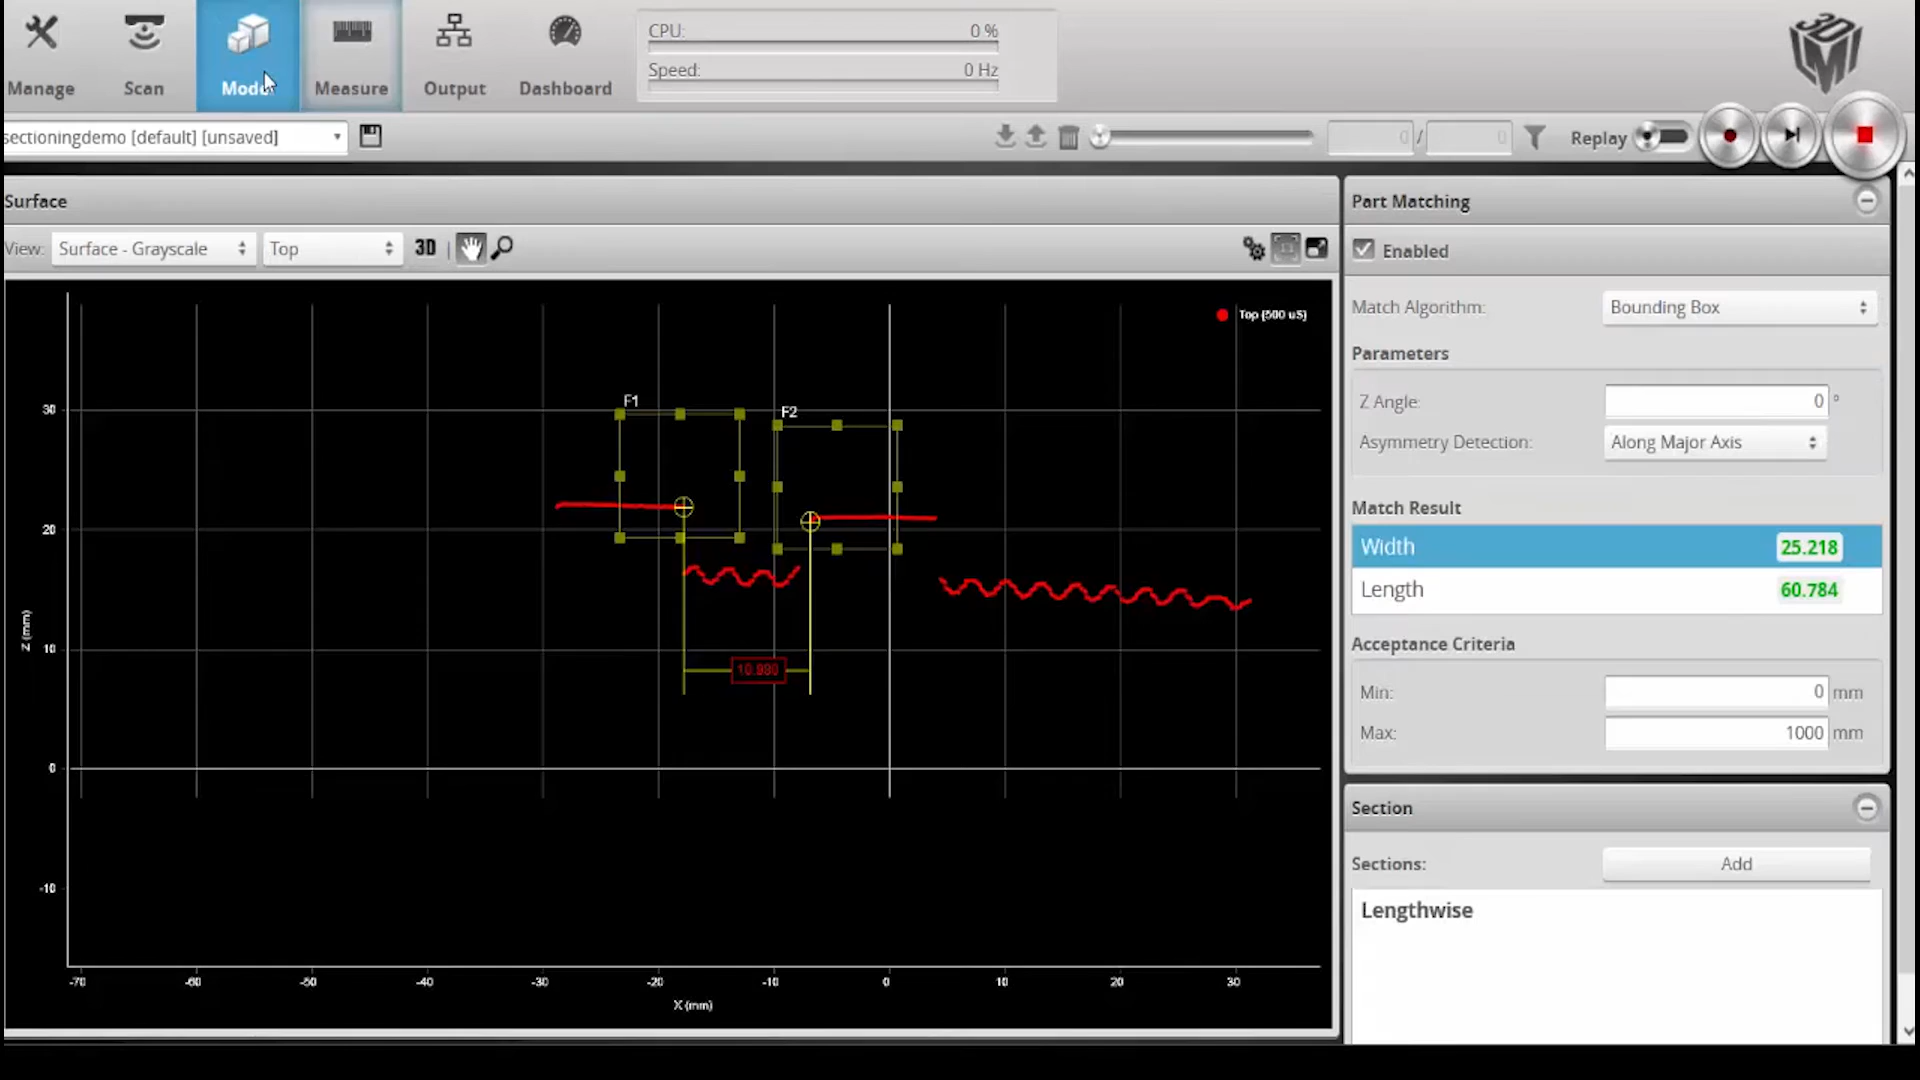 Manage
Scan
Mode
Measure
Output
Dashboard
CPU: 0 %
Speed: 0 Hz
sectioningdemo [default] [unsaved]
0 / 0
Replay
Surface
View: Surface - Grayscale Top 3D
Top (500 uS)
F1
F2
30
20
10
0
-10
Z (mm)
10.990
-70 -60 -50 -40 -30 -20 -10 0 10 20 30
X (mm)
Part Matching
Enabled
Match Algorithm: Bounding Box
Parameters
Z Angle: 0 °
Asymmetry Detection: Along Major Axis
Match Result
Width 25.218
Length 60.784
Acceptance Criteria
Min: 0 mm
Max: 1000 mm
Section
Sections: Add
Lengthwise